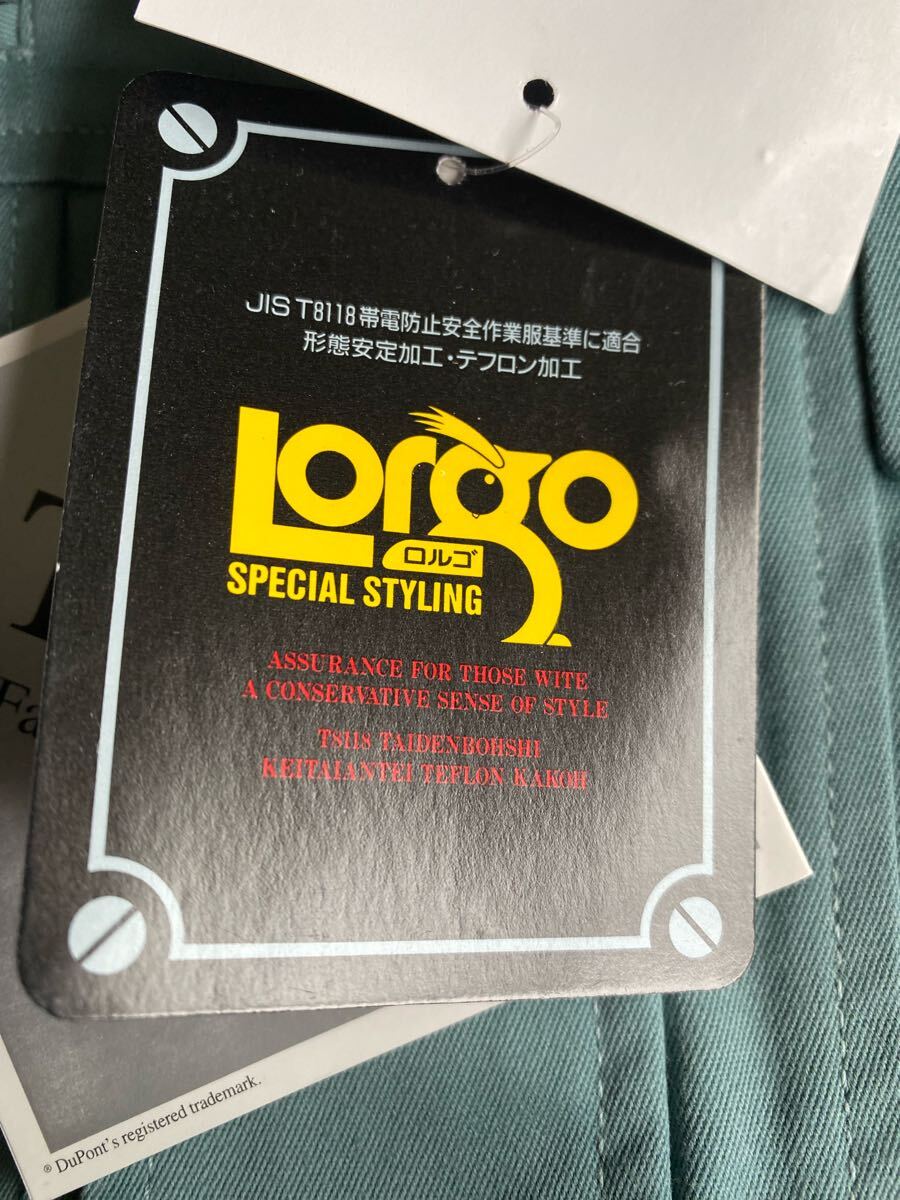 JIS T8118 帯電防止安全作業服基準に適合
形態安定加工・テフロン加工
Lorgo
ロルゴ
SPECIAL STYLING
ASSURANCE FOR THOSE WITE
A CONSERVATIVE SENSE OF STYLE
T8118 TAIDENBOHSHI
KEITAIANTEI TEFLON KAKOH
® DuPont's registered trademark.